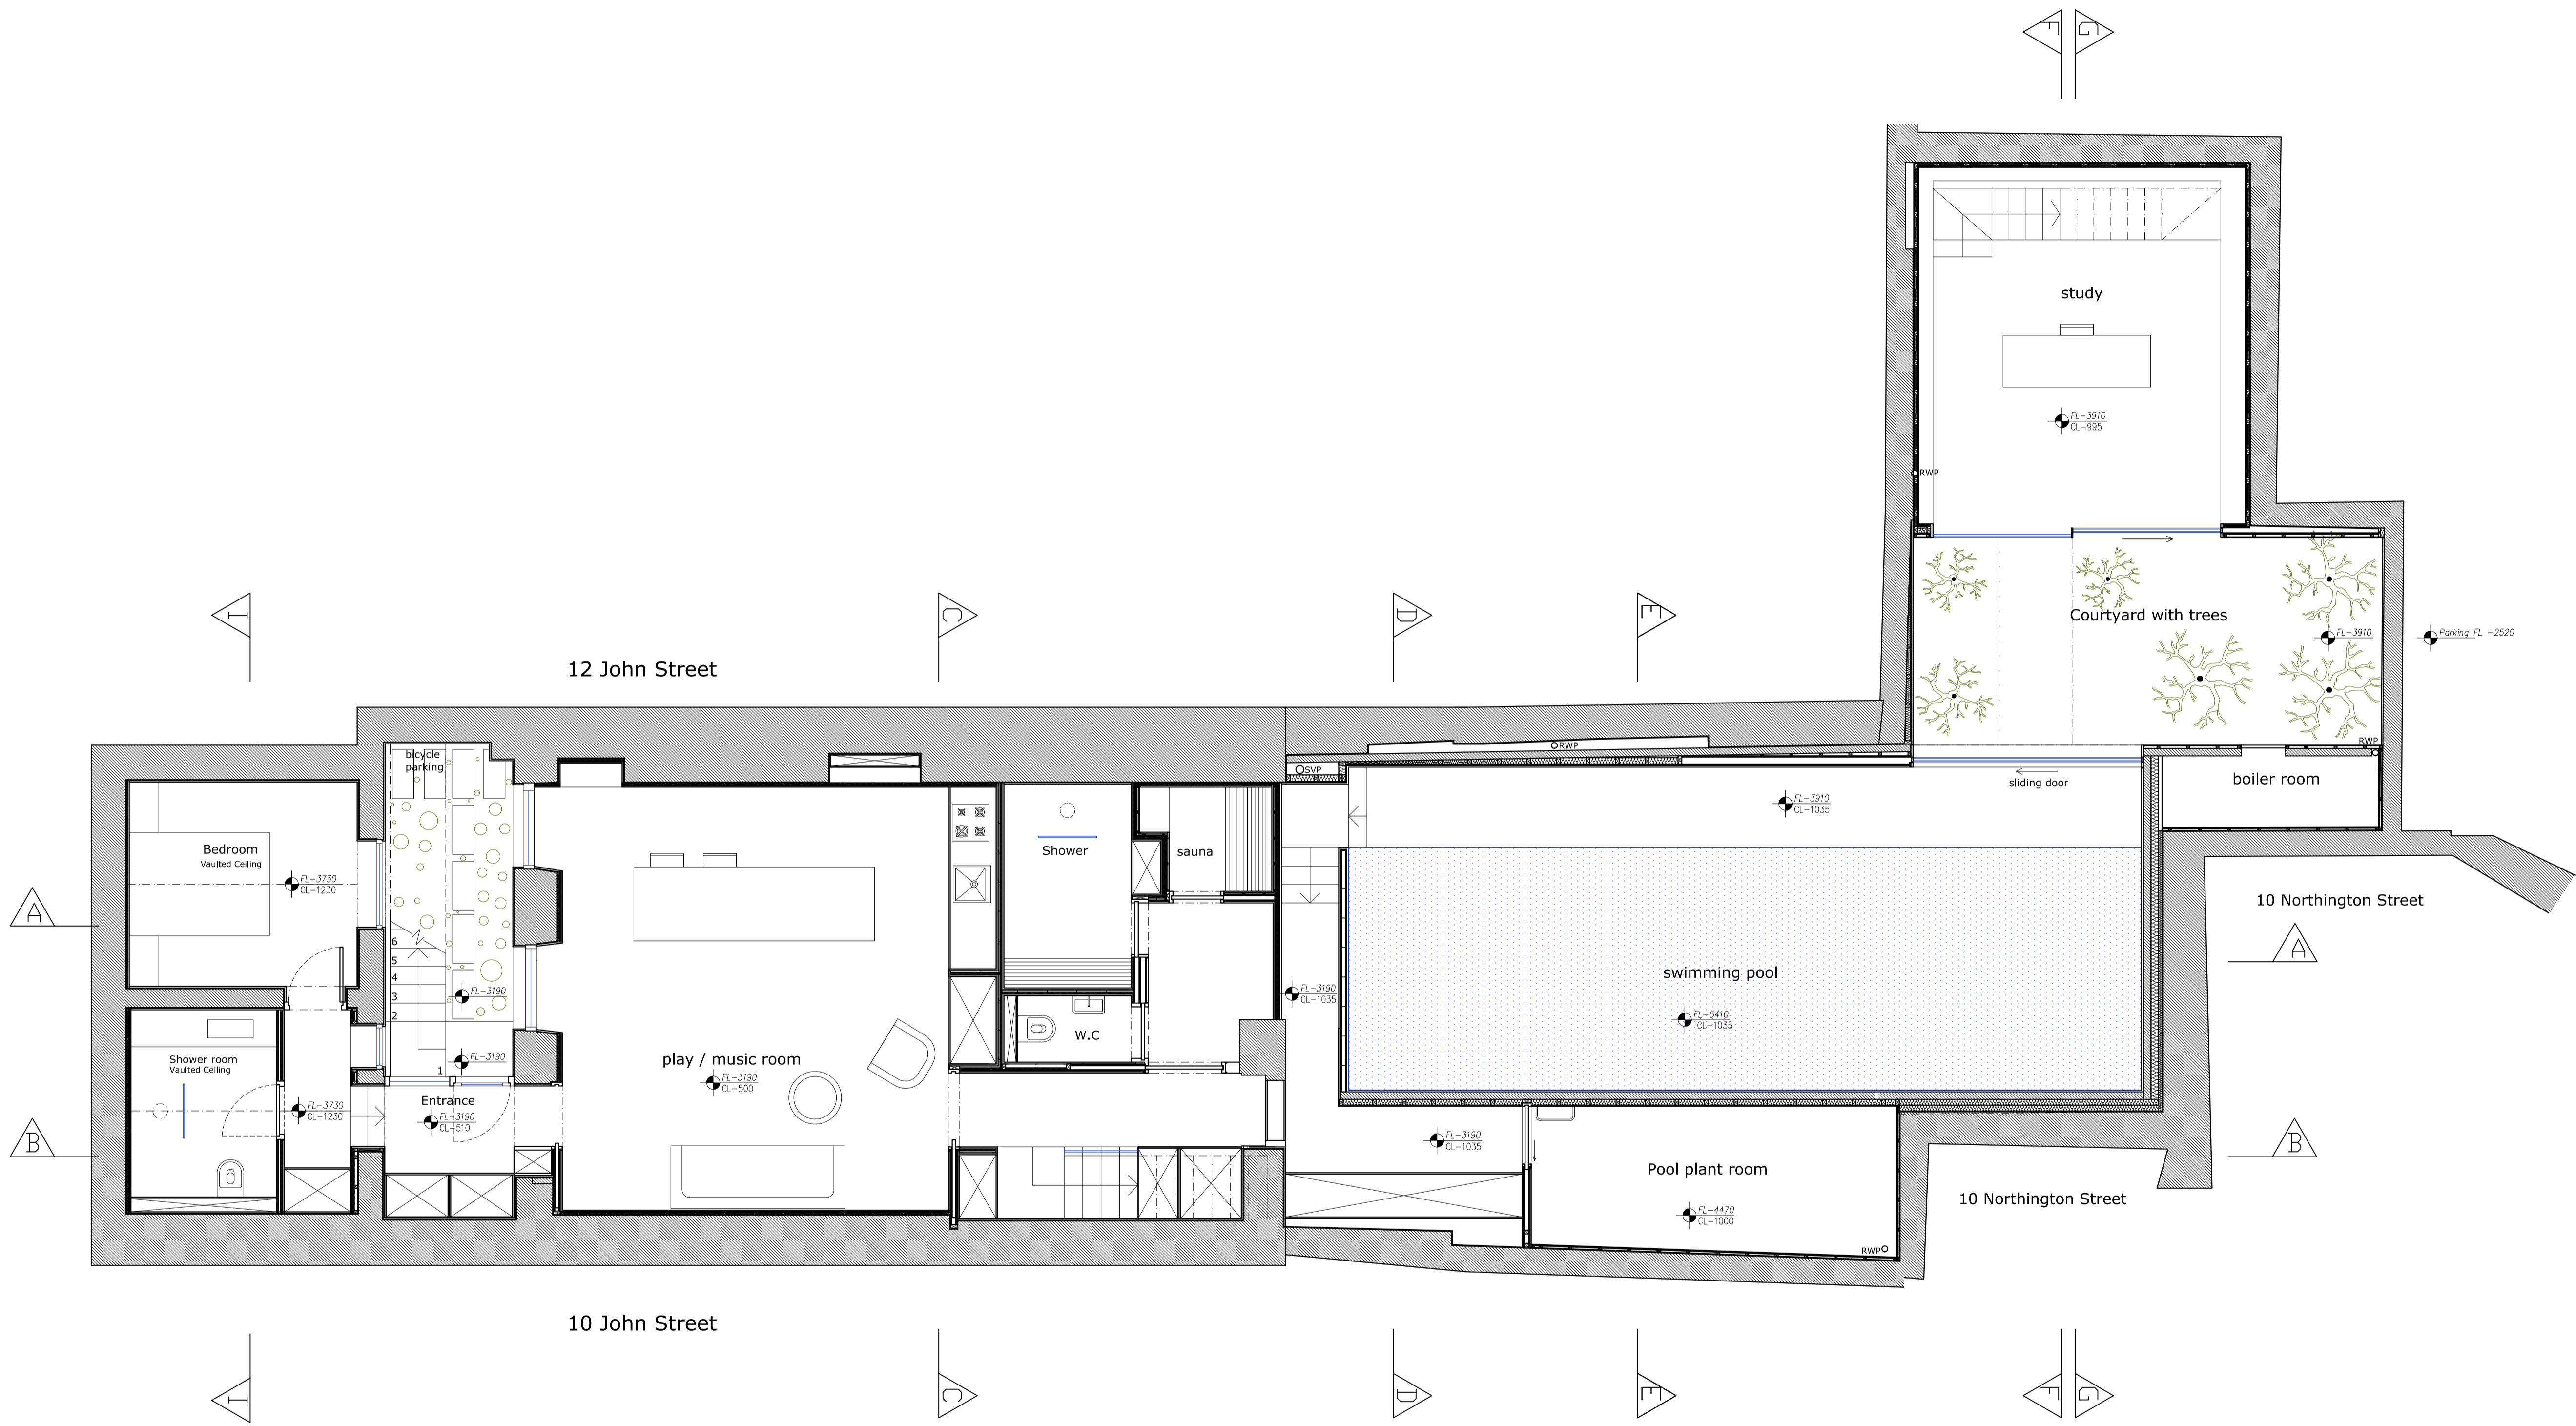 F G
study
FL-3910
CL-995
RWP
I
C
D
E
12 John Street
Courtyard with trees
FL-3910
Parking FL -2520
bicycle
parking
RWP
SVP
RWP
sliding door
boiler room
FL-3910
CL-1035
Bedroom
Vaulted Ceiling
FL-3730
CL-1230
Shower
sauna
10 Northington Street
A
A
6
5
4
3
2
1
FL-3190
FL-3190
swimming pool
FL-5410
CL-1035
FL-3190
CL-1035
W.C
Shower room
Vaulted Ceiling
play / music room
FL-3190
CL-500
FL-3730
CL-1230
Entrance
FL-3190
CL-510
B
B
FL-3190
CL-1035
Pool plant room
FL-4470
CL-1000
RWP
10 Northington Street
10 John Street
I
C
D
E
F G